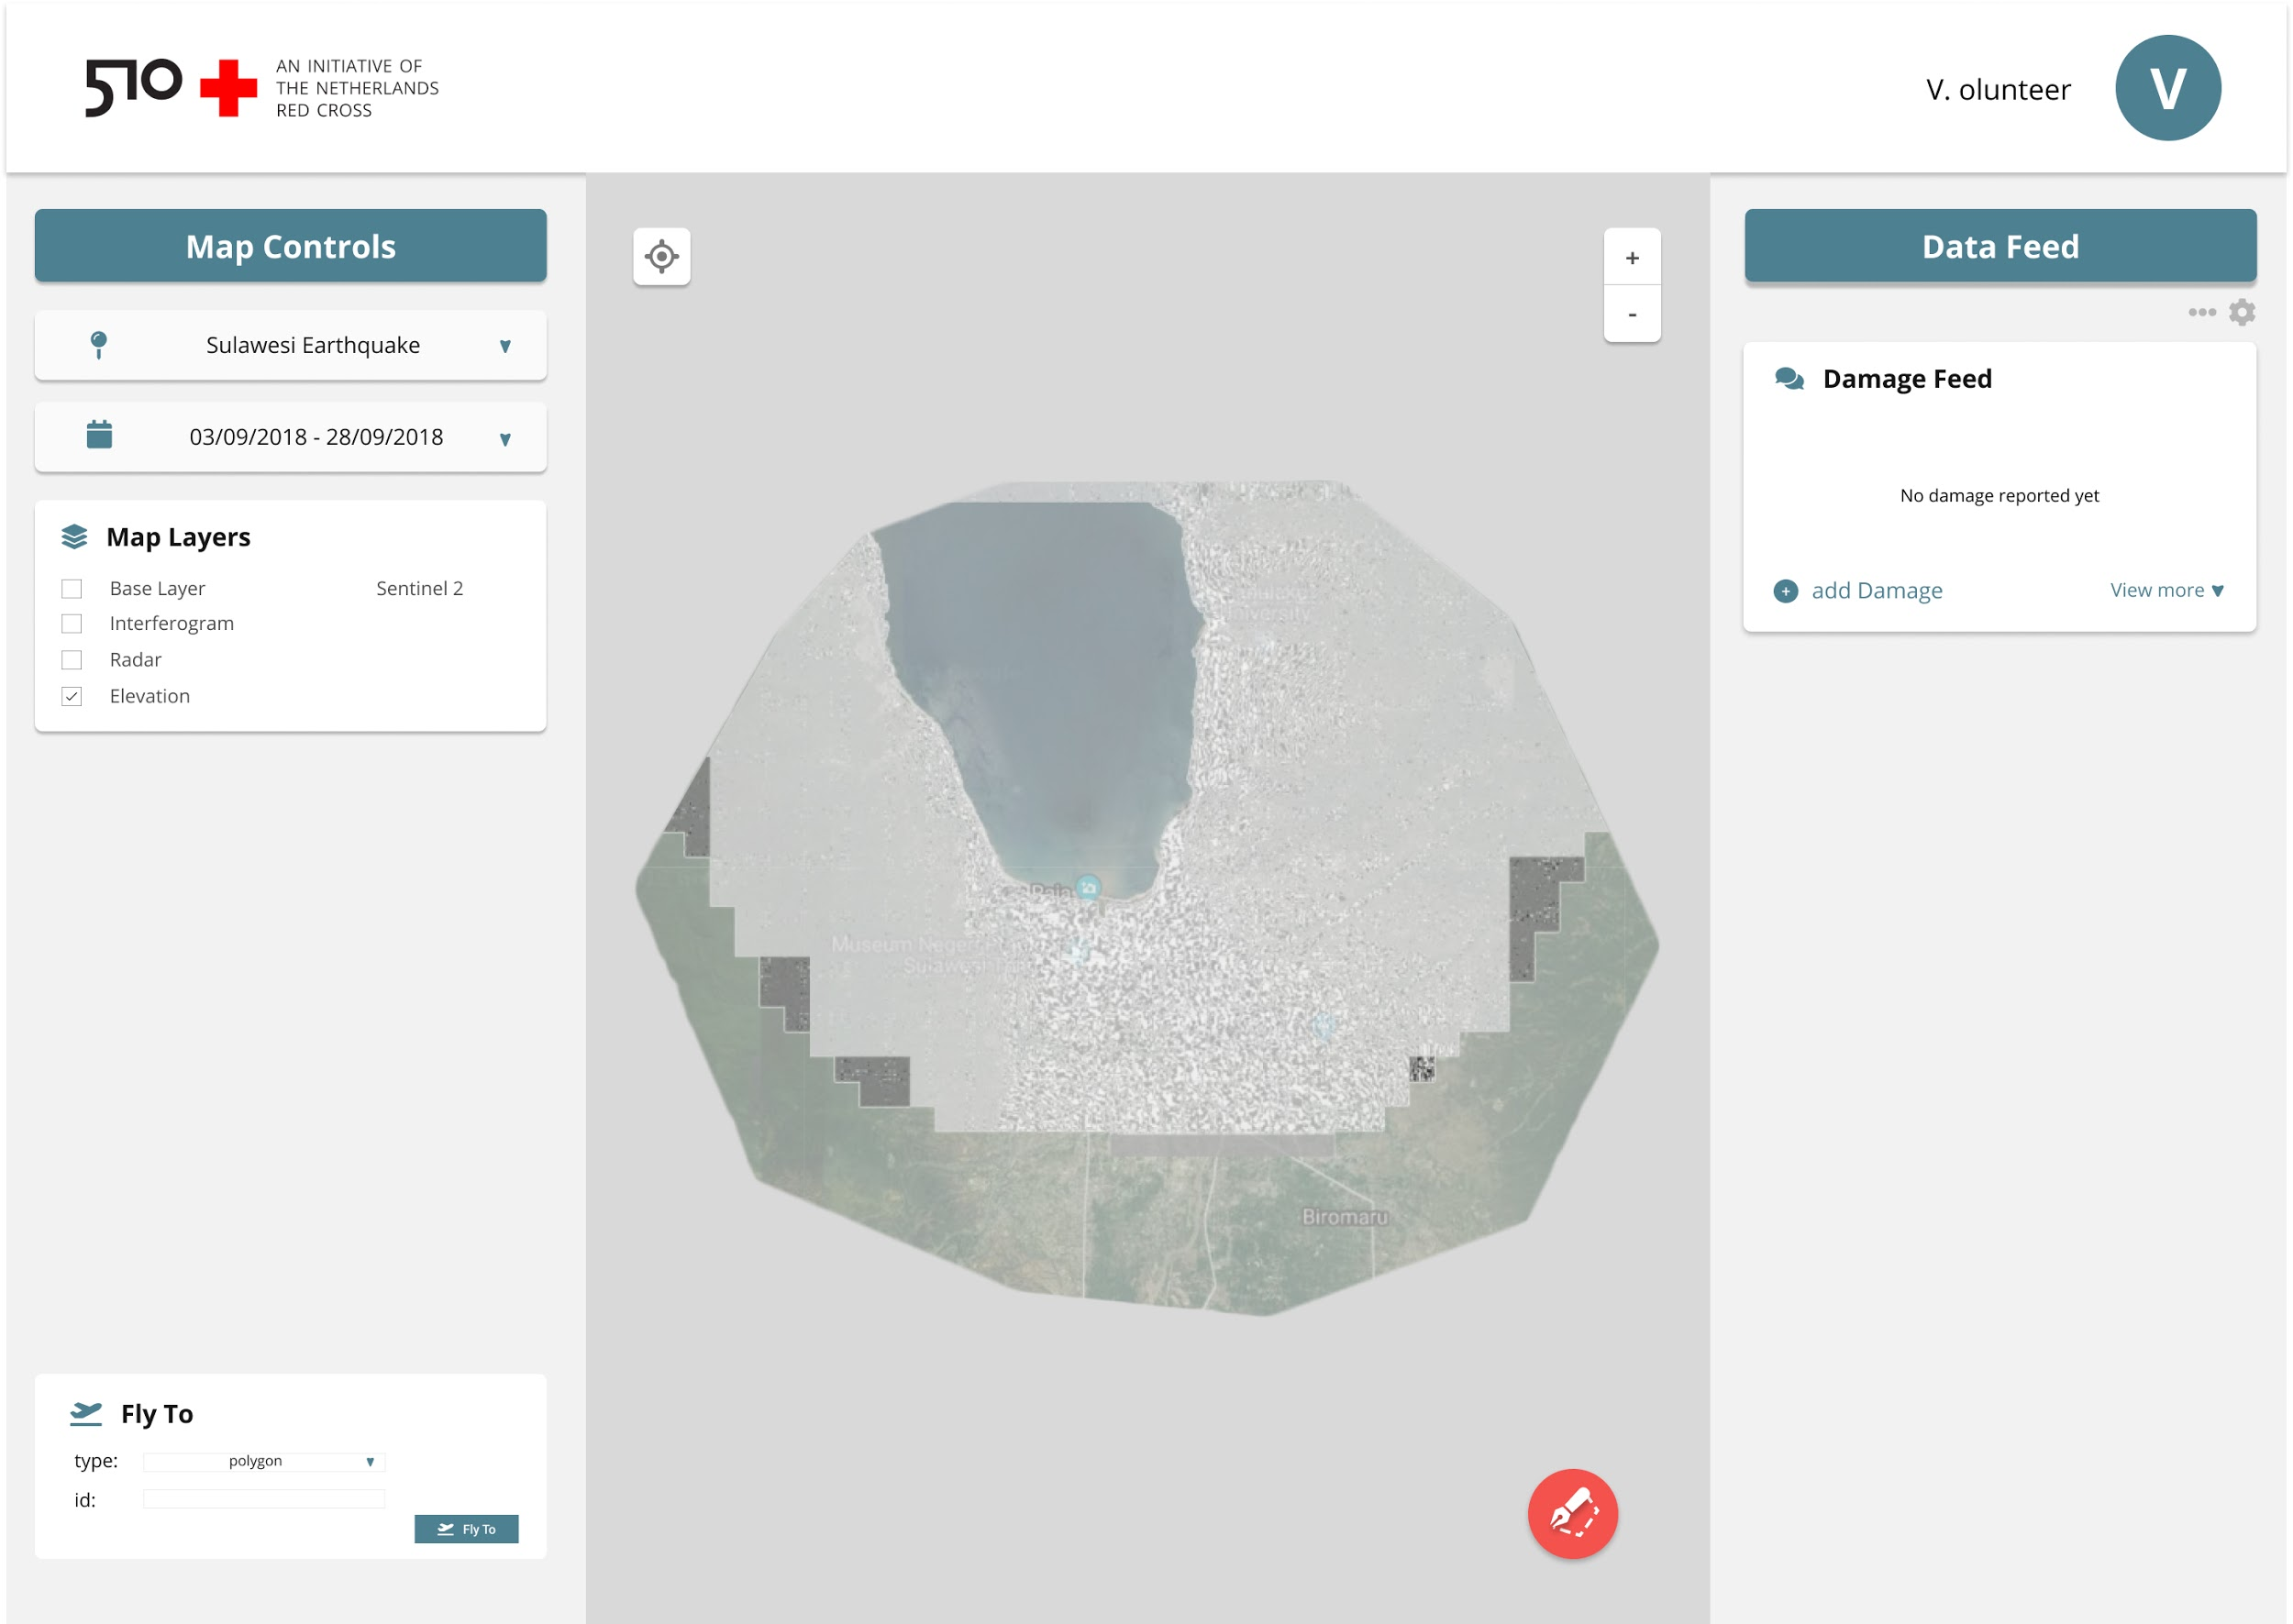 510
AN INITIATIVE OF
THE NETHERLANDS
RED CROSS
V. olunteer
V
Map Controls
Sulawesi Earthquake
03/09/2018 - 28/09/2018
Map Layers
Base Layer Sentinel 2
Interferogram
Radar
Elevation
Fly To
type: polygon
id:
Fly To
+
-
Museum Negeri
Biromaru
Data Feed
Damage Feed
No damage reported yet
add Damage
View more